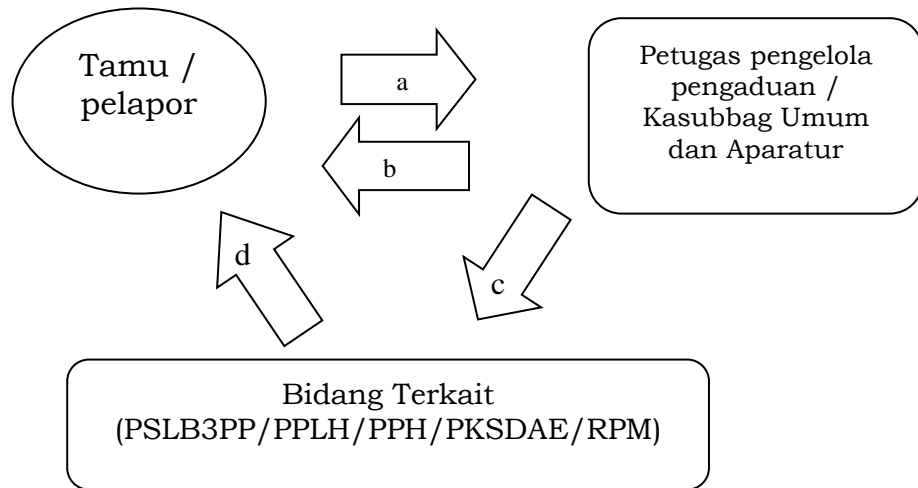 Tamu /
pelapor
a
Petugas pengelola
pengaduan /
Kasubbag Umum
dan Aparatur
b
d
c
Bidang Terkait
(PSLB3PP/PPLH/PPH/PKSDAE/RPM)